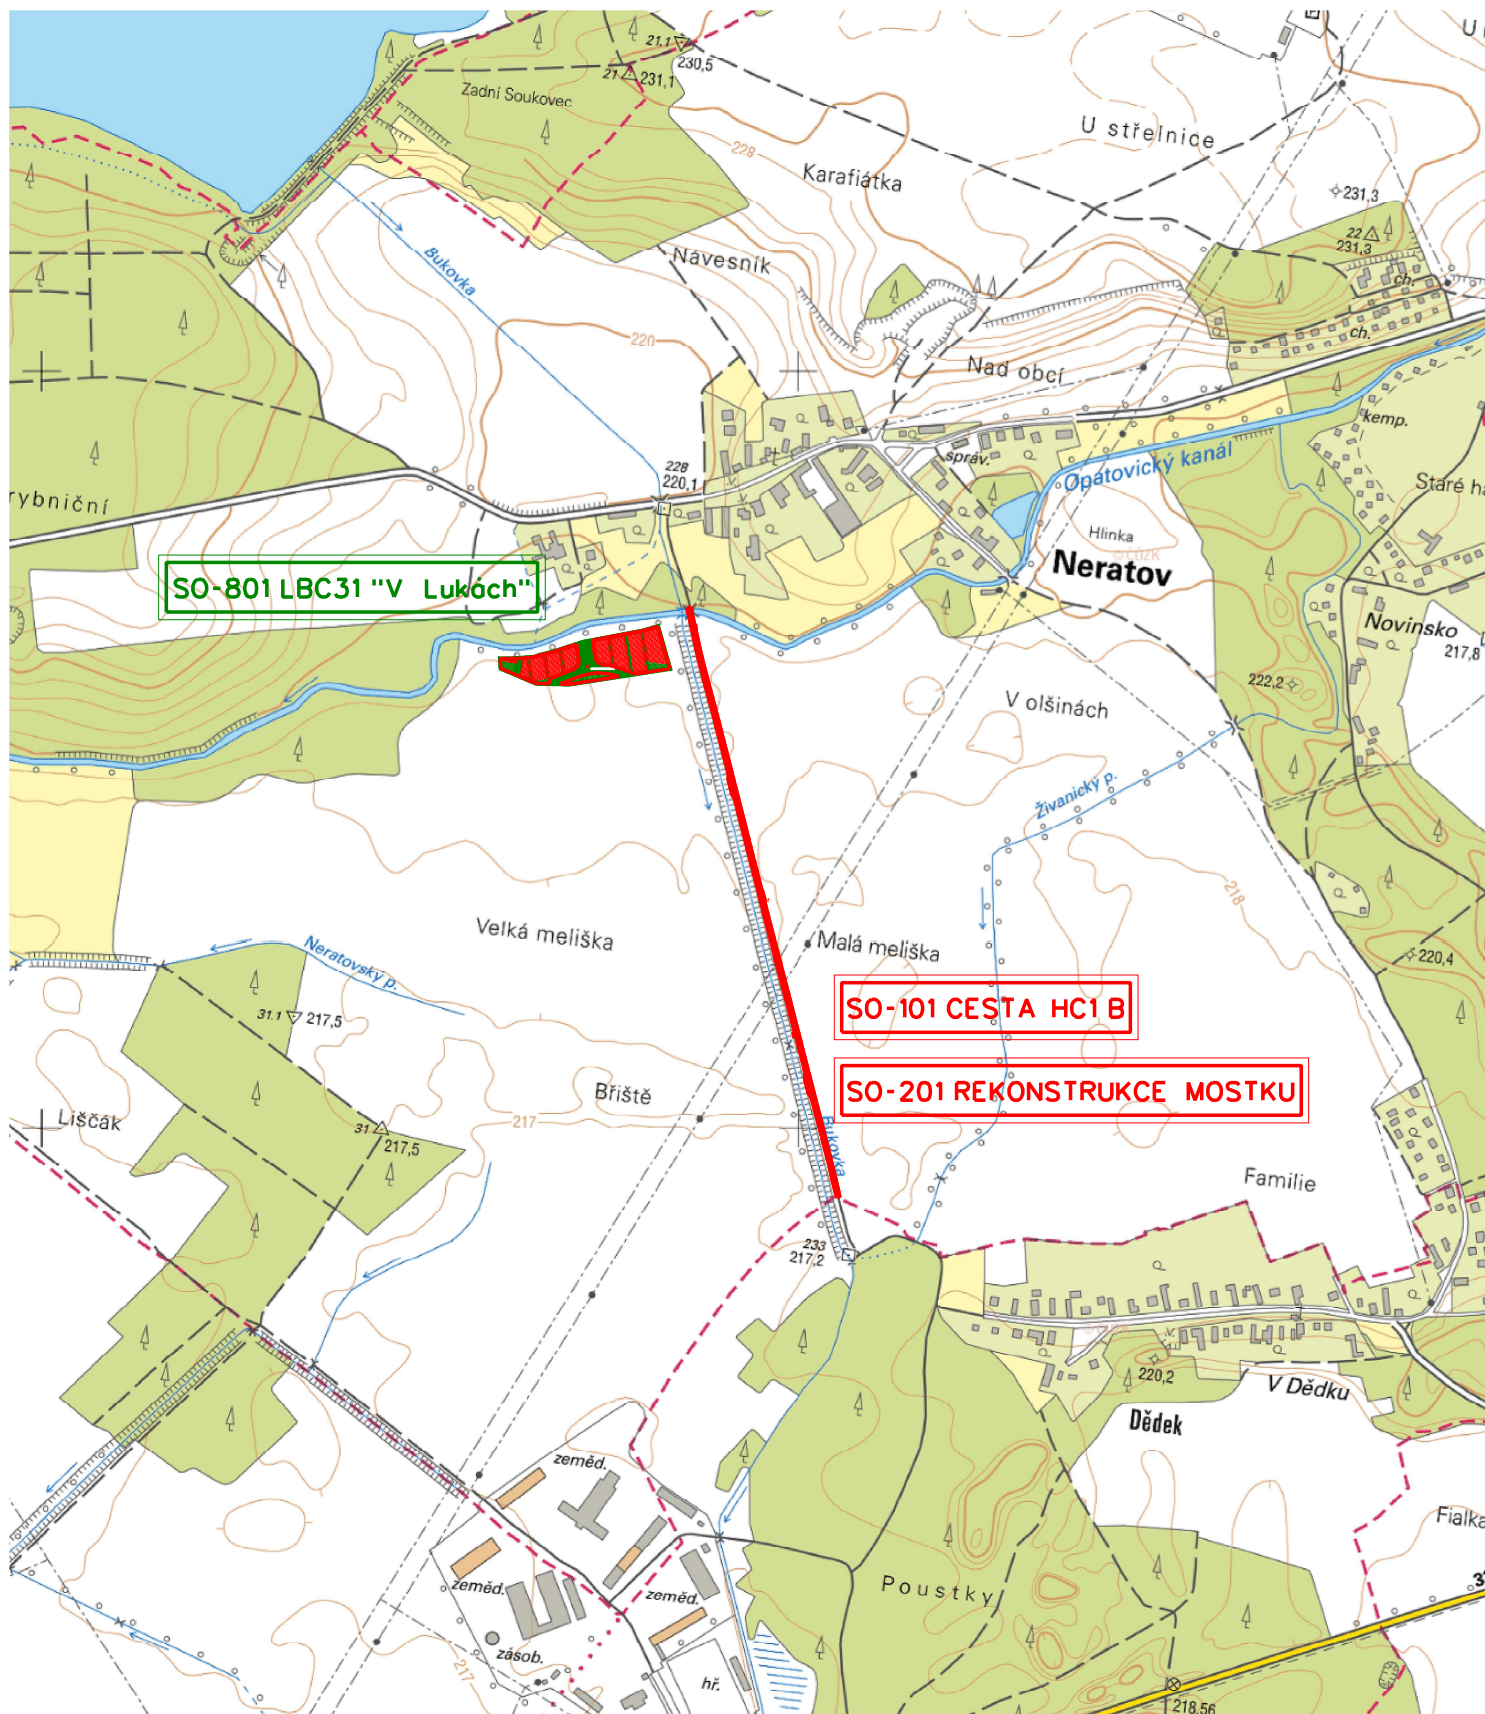 21.1
230,5
21 231,1
Zadní Soukovec
U střelnice
228
Karafiátka
231,3
22
231,3
Návesník
Bukovka
ch.
ch.
220
Nad obcí
kemp.
228
220,1
správ.
Opatovický kanál
Staré
rybniční
Hlinka
©ČÚZK
Neratov
SO-801 LBC31 "V Lukách"
Novinsko
217,8
222,2
V olšinách
Živanický p.
218
Velká meliška
Malá meliška
Neratovský p.
220,4
SO-101 CESTA HC1 B
31.1 217,5
SO-201 REKONSTRUKCE MOSTKU
Břiště
217
Liščák
31
217,5
Bukovka
Familie
233
217,2
220,2
V Dědku
Dědek
zeměd.
Fialka
zeměd.
zeměd.
Poustky
zásob.
217
hř.
218,56